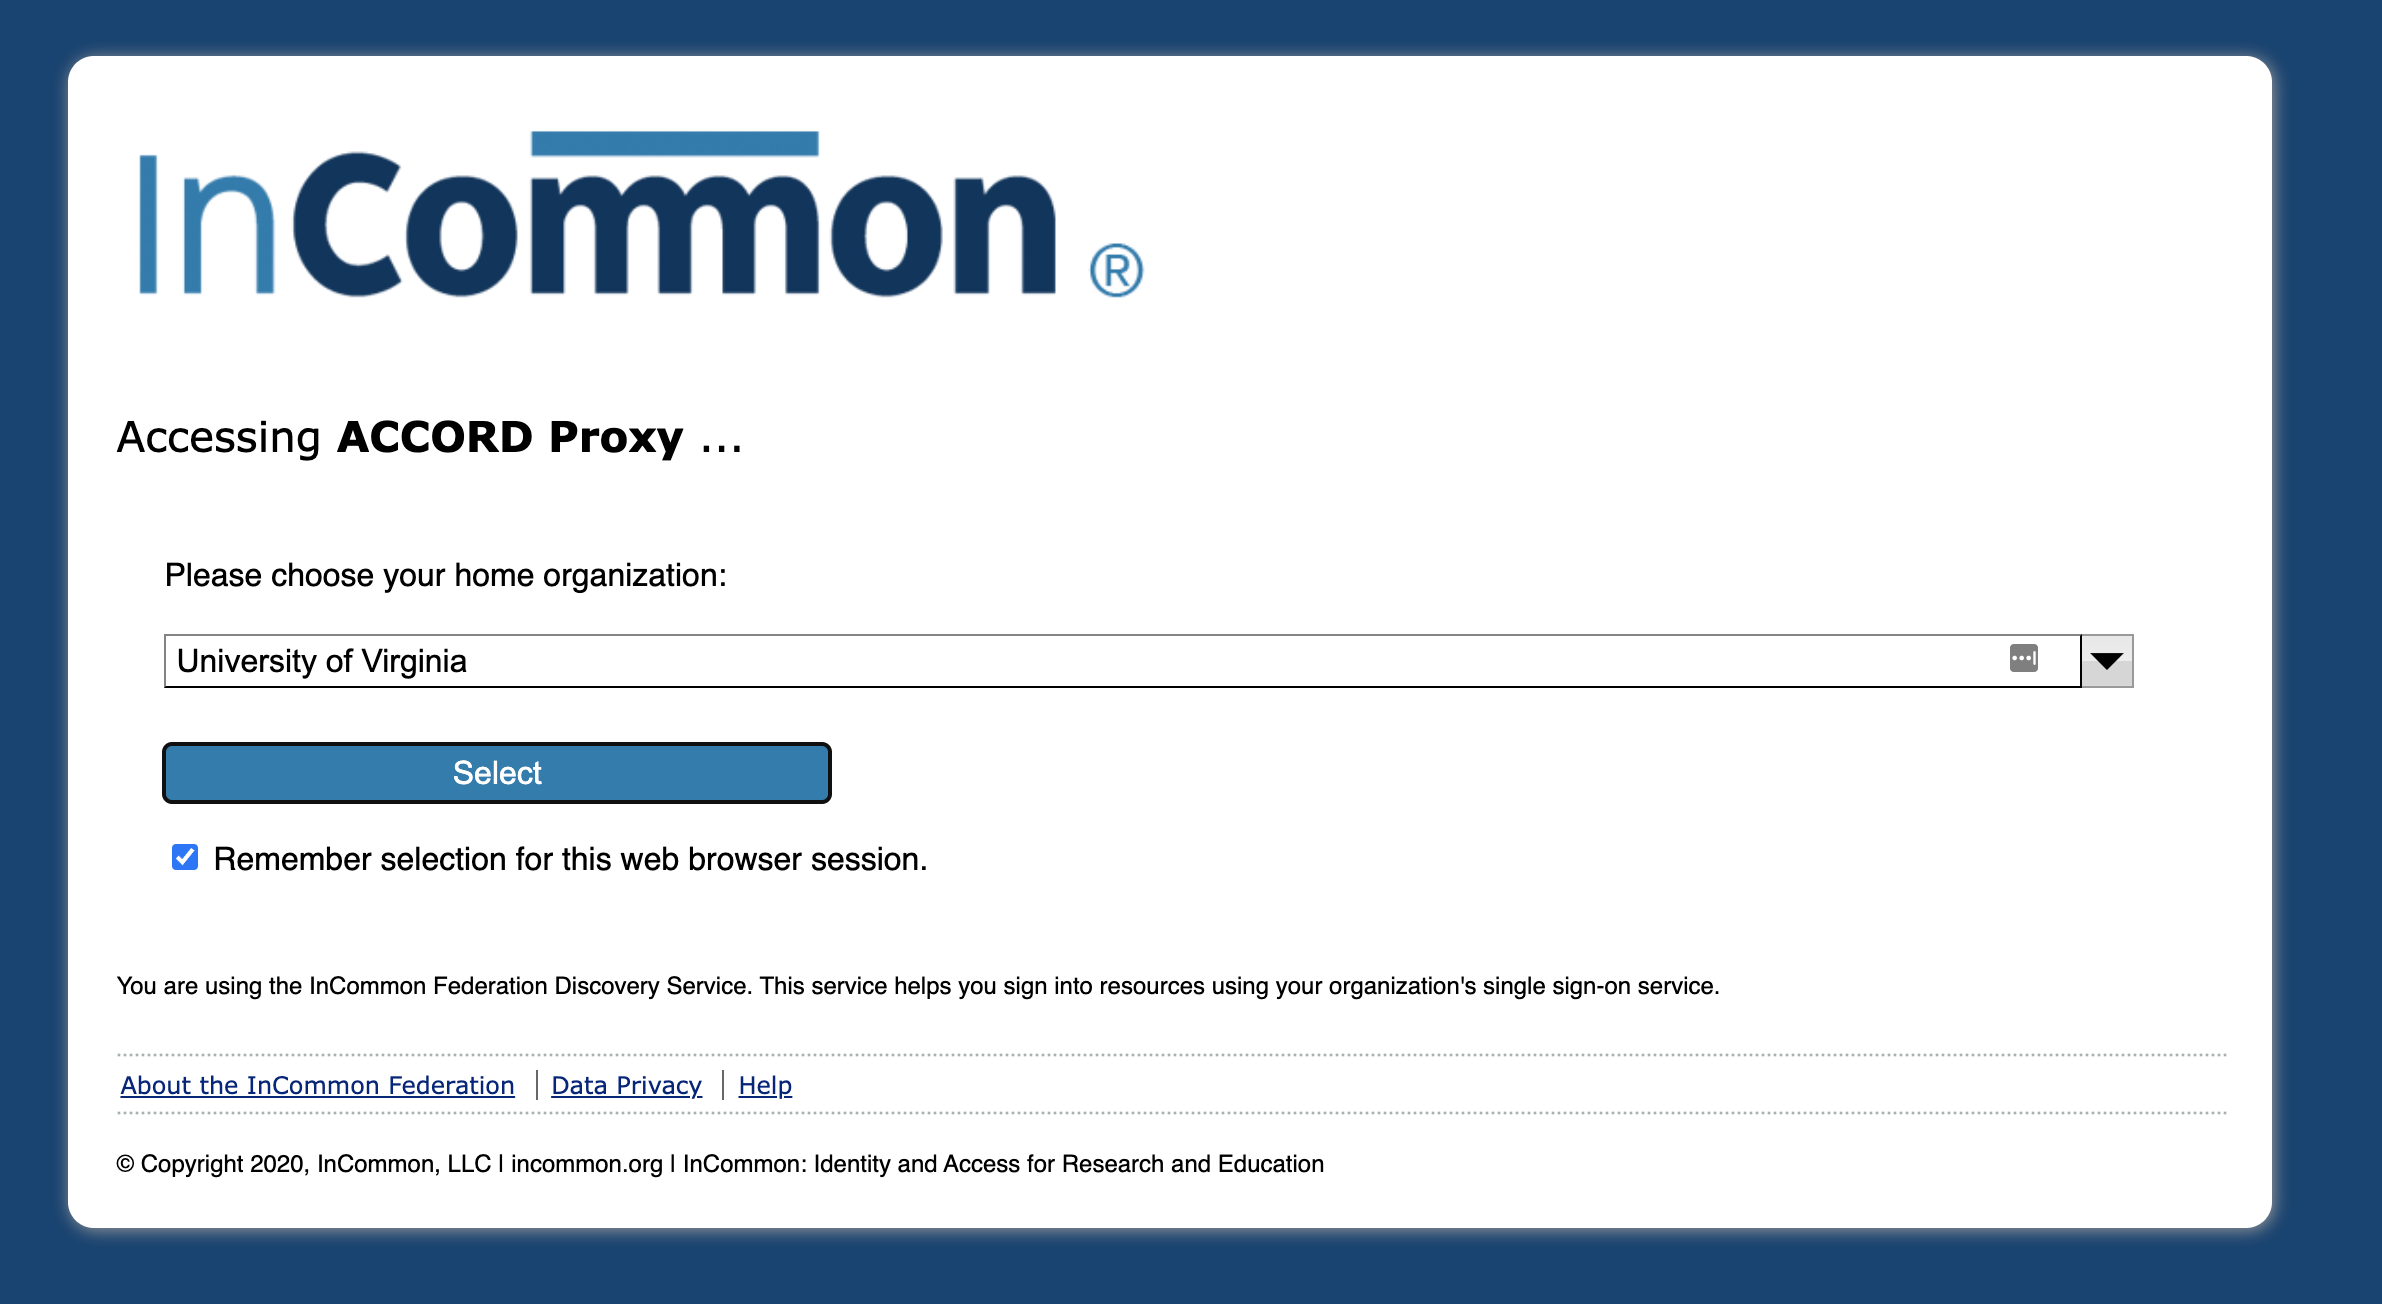 InCommon ®
Accessing ACCORD Proxy ...
Please choose your home organization:
University of Virginia
Select
Remember selection for this web browser session.
You are using the InCommon Federation Discovery Service. This service helps you sign into resources using your organization's single sign-on service.
About the InCommon Federation | Data Privacy | Help
© Copyright 2020, InCommon, LLC | incommon.org | InCommon: Identity and Access for Research and Education